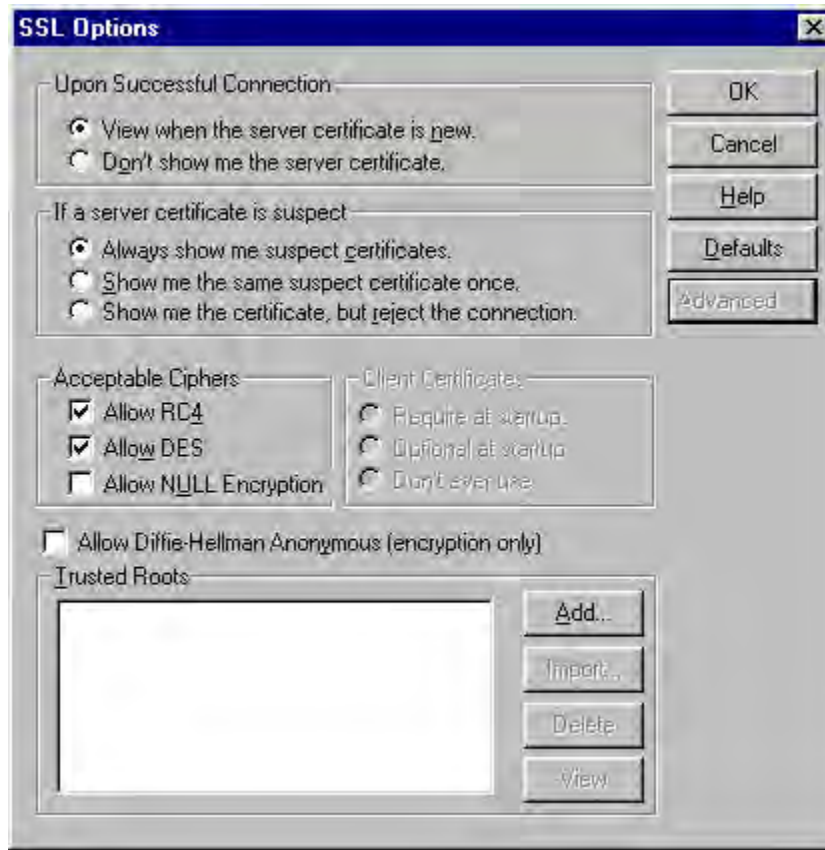 SSL Options
Upon Successful Connection
View when the server certificate is new.
Don't show me the server certificate.
If a server certificate is suspect
Always show me suspect certificates.
Show me the same suspect certificate once.
Show me the certificate, but reject the connection.
OK
Cancel
Help
Defaults
Advanced
Acceptable Ciphers
Allow RC4
Allow DES
Allow NULL Encryption
Client Certificates
Require at startup.
Optional at startup
Don't ever use
Allow Diffie-Hellman Anonymous (encryption only)
Trusted Roots
Add...
Import...
Delete
View